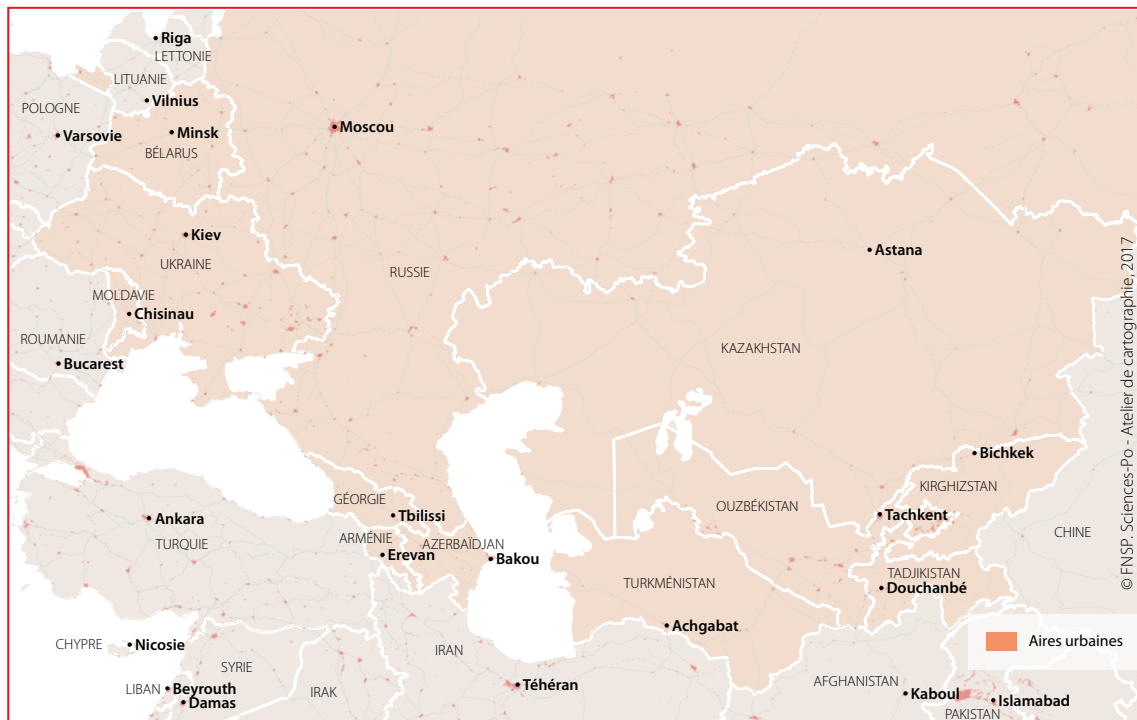 Riga
LETTONIE
LITUANIE
Vilnius
POLOGNE
Varsovie
Minsk
BÉLARUS
Moscou
Kiev
UKRAINE
RUSSIE
Astana
MOLDAVIE
Chisinau
ROUMANIE
Bucarest
KAZAKHSTAN
Bichkek
KIRGHIZSTAN
GÉORGIE
Tbilissi
OUZBÉKISTAN
Tachkent
Ankara
TURQUIE
ARMÉNIE
Erevan
AZERBAÏDJAN
Bakou
CHINE
TURKMÉNISTAN
TADJIKISTAN
Douchanbé
Achgabat
CHYPRE
Nicosie
IRAN
Aires urbaines
SYRIE
LIBAN
Beyrouth
Damas
IRAK
Téhéran
AFGHANISTAN
Kaboul
Islamabad
PAKISTAN
© FNSP. Sciences-Po - Atelier de cartographie, 2017